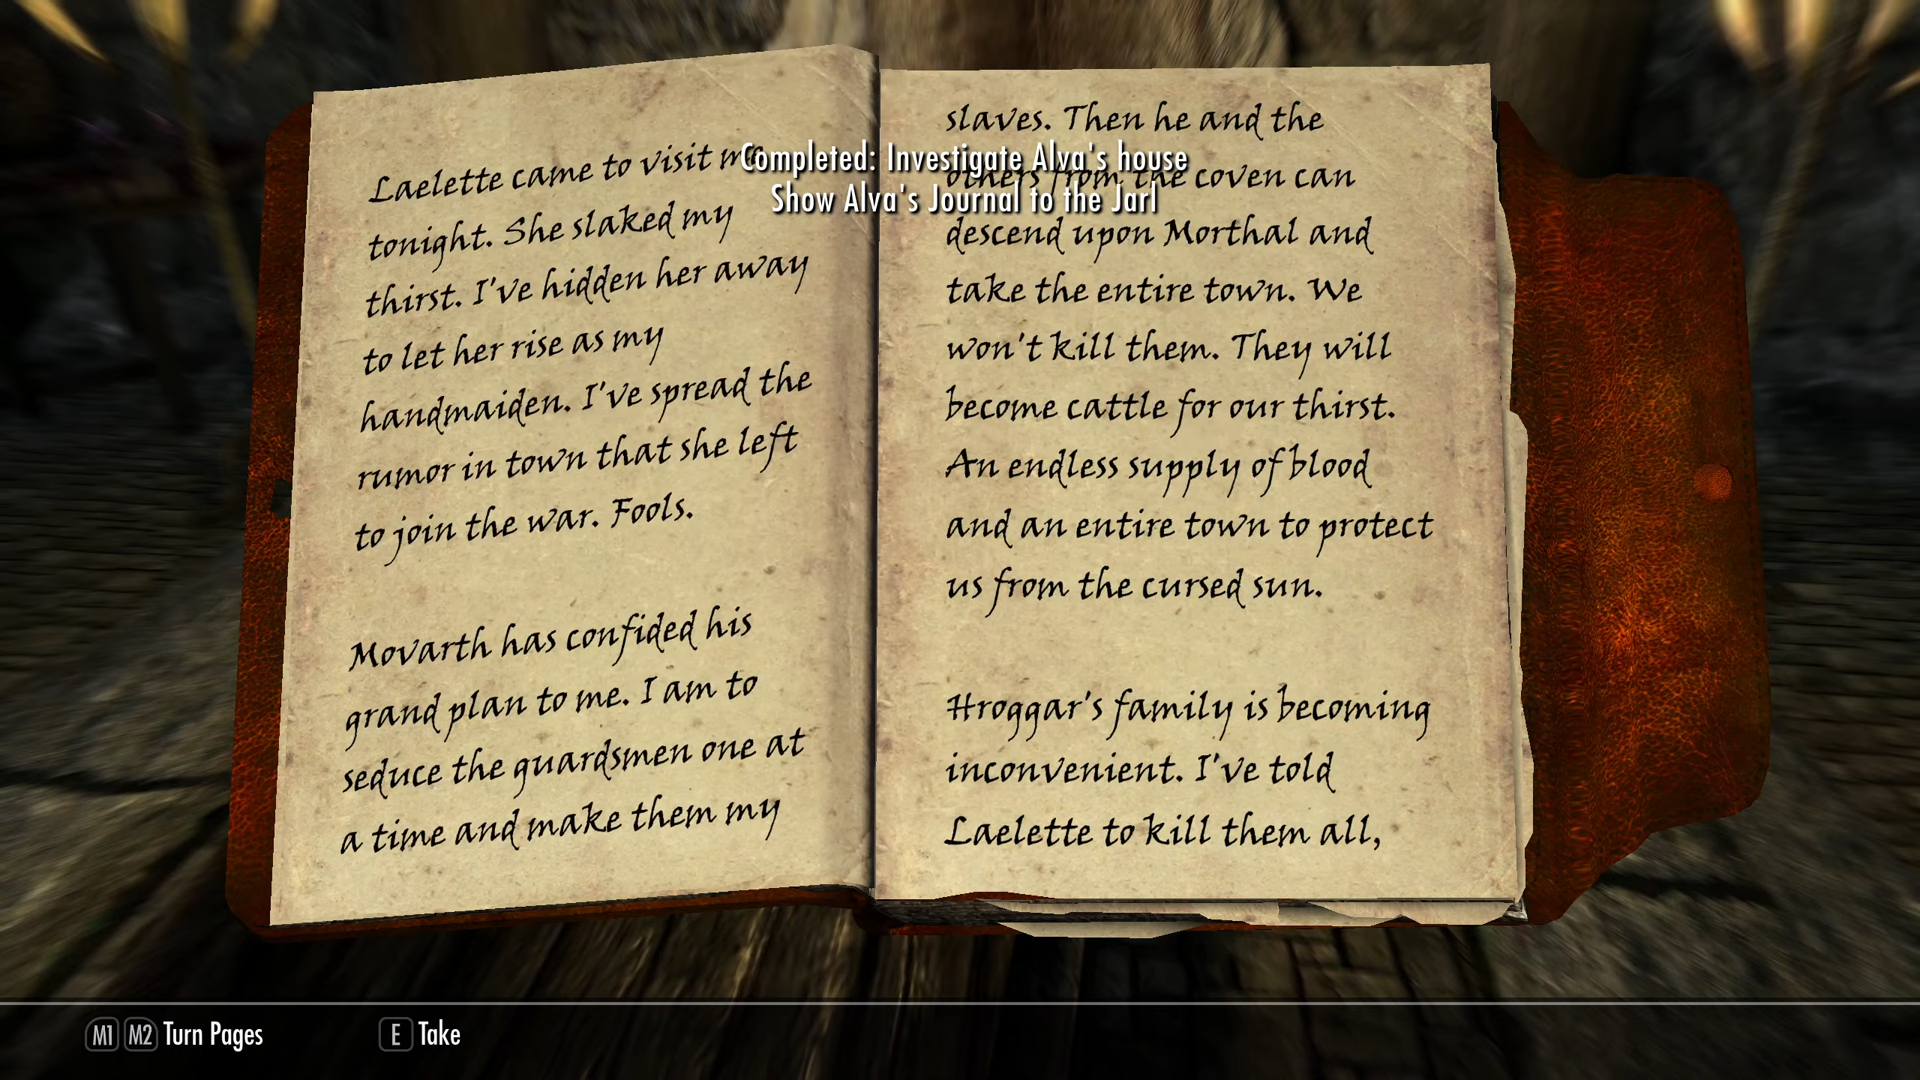 Laelette came to visit me
tonight. She slaked my
thirst. I've hidden her away
to let her rise as my
handmaiden. I've spread the
rumor in town that she left
to join the war. Fools.
Movarth has confided his
grand plan to me. I am to
seduce the guardsmen one at
a time and make them my
slaves. Then he and the
others from the coven can
descend upon Morthal and
take the entire town. We
won't kill them. They will
become cattle for our thirst.
An endless supply of blood
and an entire town to protect
us from the cursed sun.
Hroggar's family is becoming
inconvenient. I've told
Laelette to kill them all,
Completed: Investigate Alva's house
Show Alva's Journal to the Jarl
M1 M2 Turn Pages
E Take